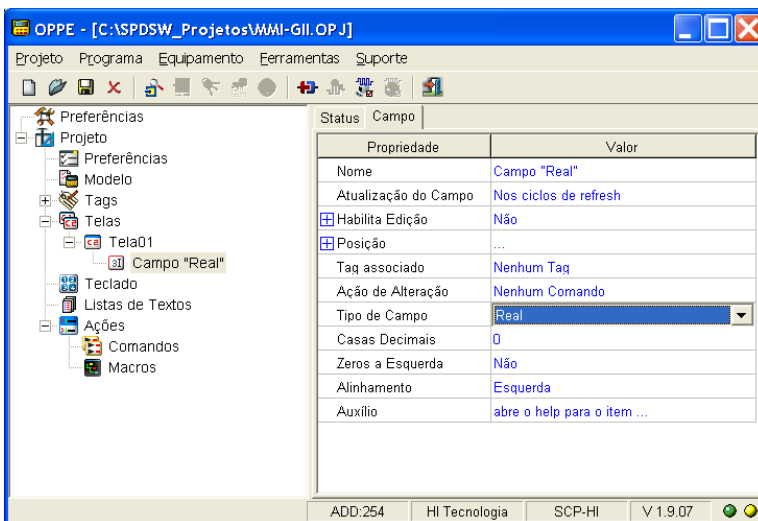 OPPE - [C:\SPDSW_Projetos\MMI-GII.OPJ]
Projeto Programa Equipamento Ferramentas Suporte
Preferências
Projeto
Preferências
Modelo
Tags
Telas
Tela01
Campo "Real"
Teclado
Listas de Textos
Ações
Comandos
Macros
Status Campo
Propriedade Valor
Nome Campo "Real"
Atualização do Campo Nos ciclos de refresh
Habilita Edição Não
Posição ...
Tag associado Nenhum Tag
Ação de Alteração Nenhum Comando
Tipo de Campo Real
Casas Decimais 0
Zeros a Esquerda Não
Alinhamento Esquerda
Auxílio abre o help para o item ...
ADD:254 HI Tecnologia SCP-HI V 1.9.07